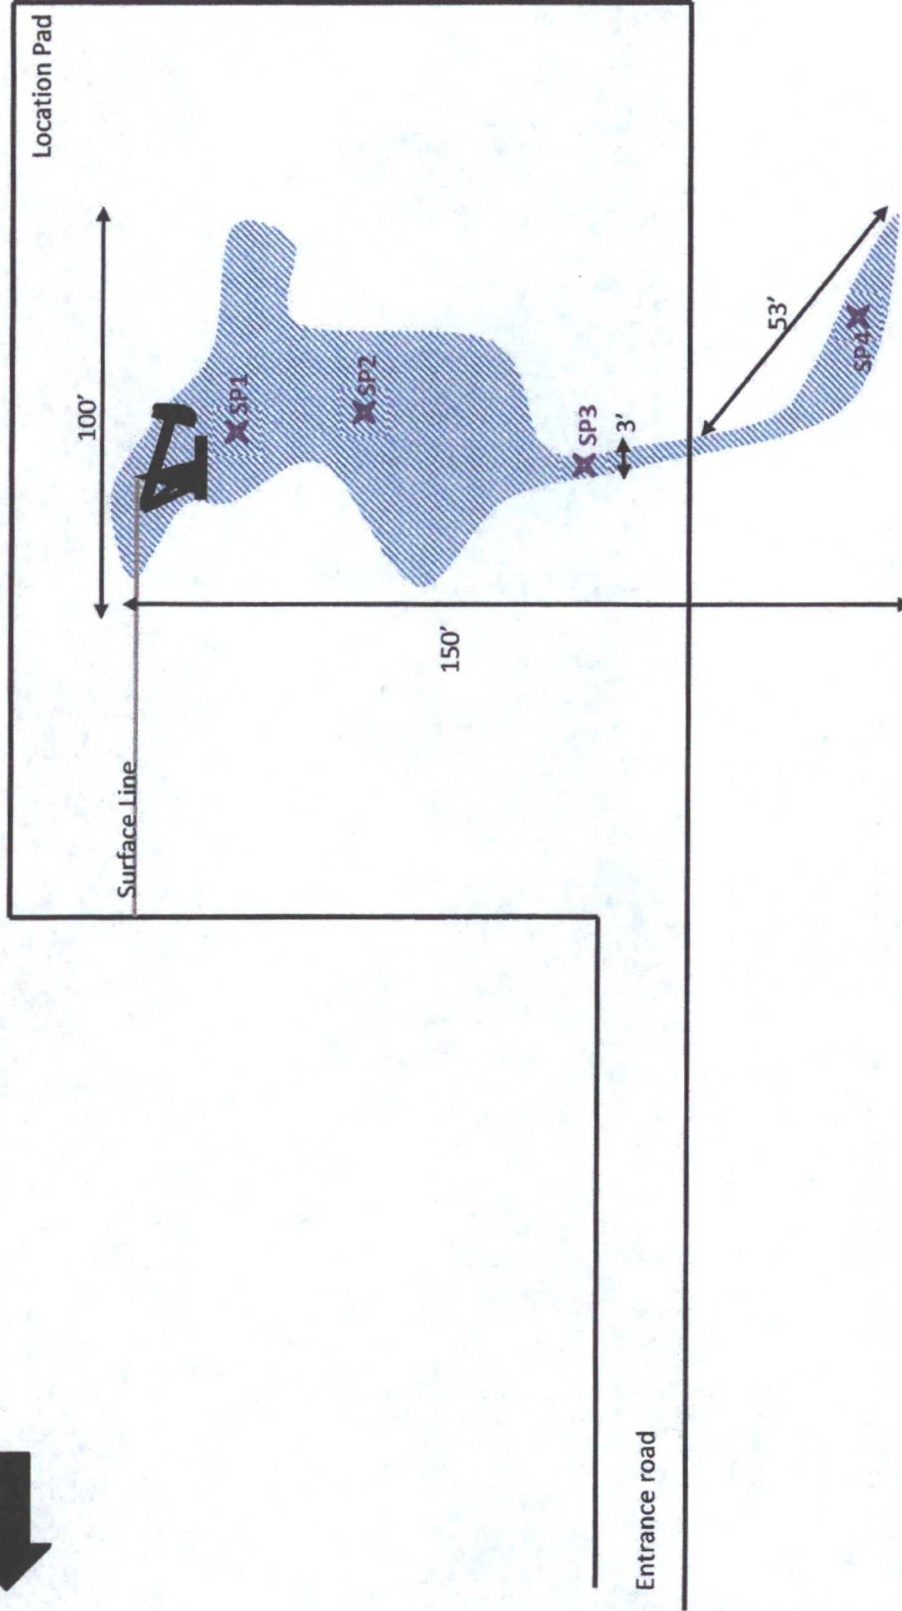 Location Pad
100'
SP1
SP2
SP3
3'
53'
SP4
150'
Surface Line
Entrance road